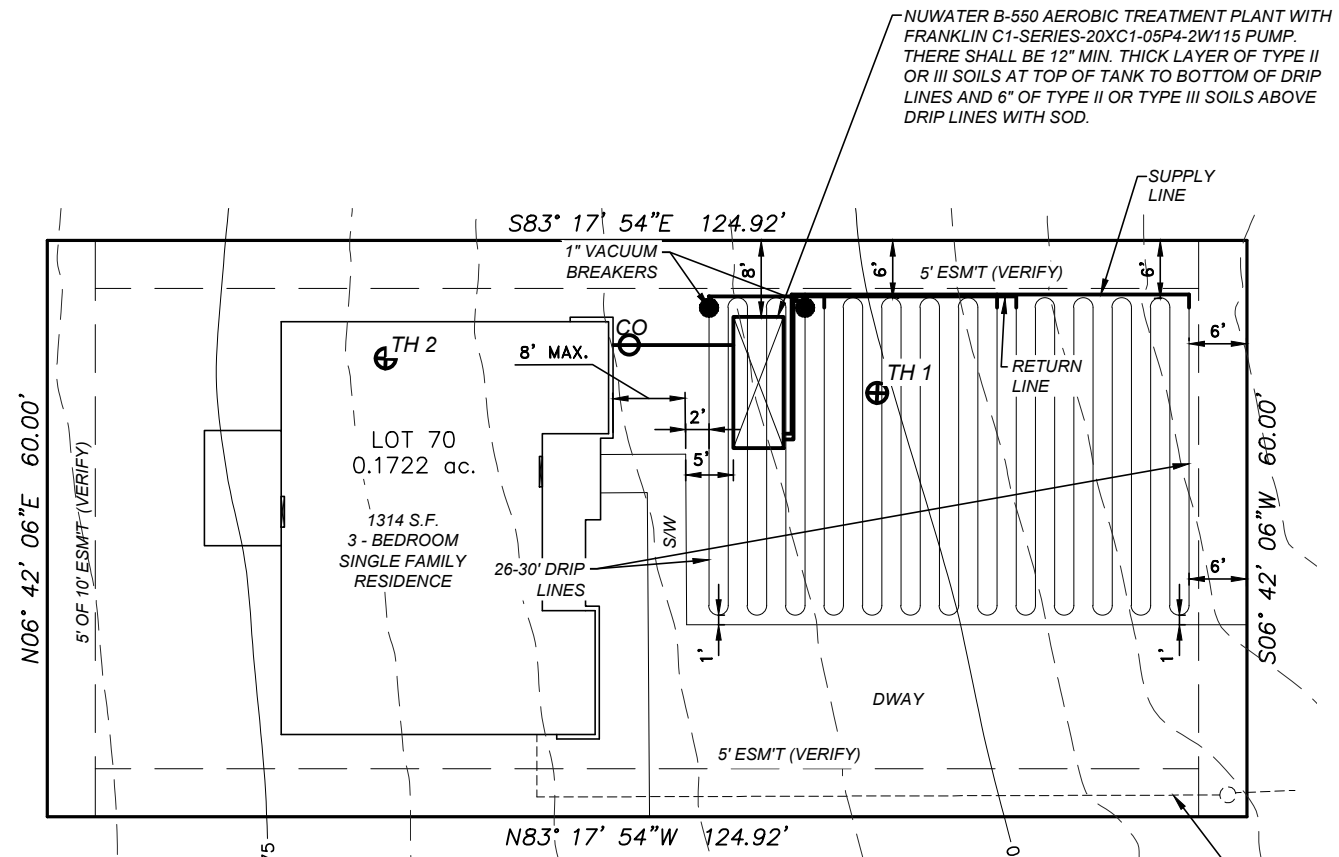 NUWATER B-550 AEROBIC TREATMENT PLANT WITH
FRANKLIN C1-SERIES-20XC1-05P4-2W115 PUMP.
THERE SHALL BE 12" MIN. THICK LAYER OF TYPE II
OR III SOILS AT TOP OF TANK TO BOTTOM OF DRIP
LINES AND 6" OF TYPE II OR TYPE III SOILS ABOVE
DRIP LINES WITH SOD.
SUPPLY
LINE
S83° 17' 54"E 124.92'
1" VACUUM
BREAKERS
8'
6'
5' ESM'T (VERIFY)
6'
6'
CO
TH 2
8' MAX.
TH 1
RETURN
LINE
2'
5'
N06° 42' 06"E 60.00'
5' OF 10' ESM'T (VERIFY)
LOT 70
0.1722 ac.
1314 S.F.
3 - BEDROOM
SINGLE FAMILY
RESIDENCE
S/W
26-30' DRIP
LINES
6'
S06° 42' 06"W 60.00'
1'
1'
DWAY
5' ESM'T (VERIFY)
N83° 17' 54"W 124.92'
75
0